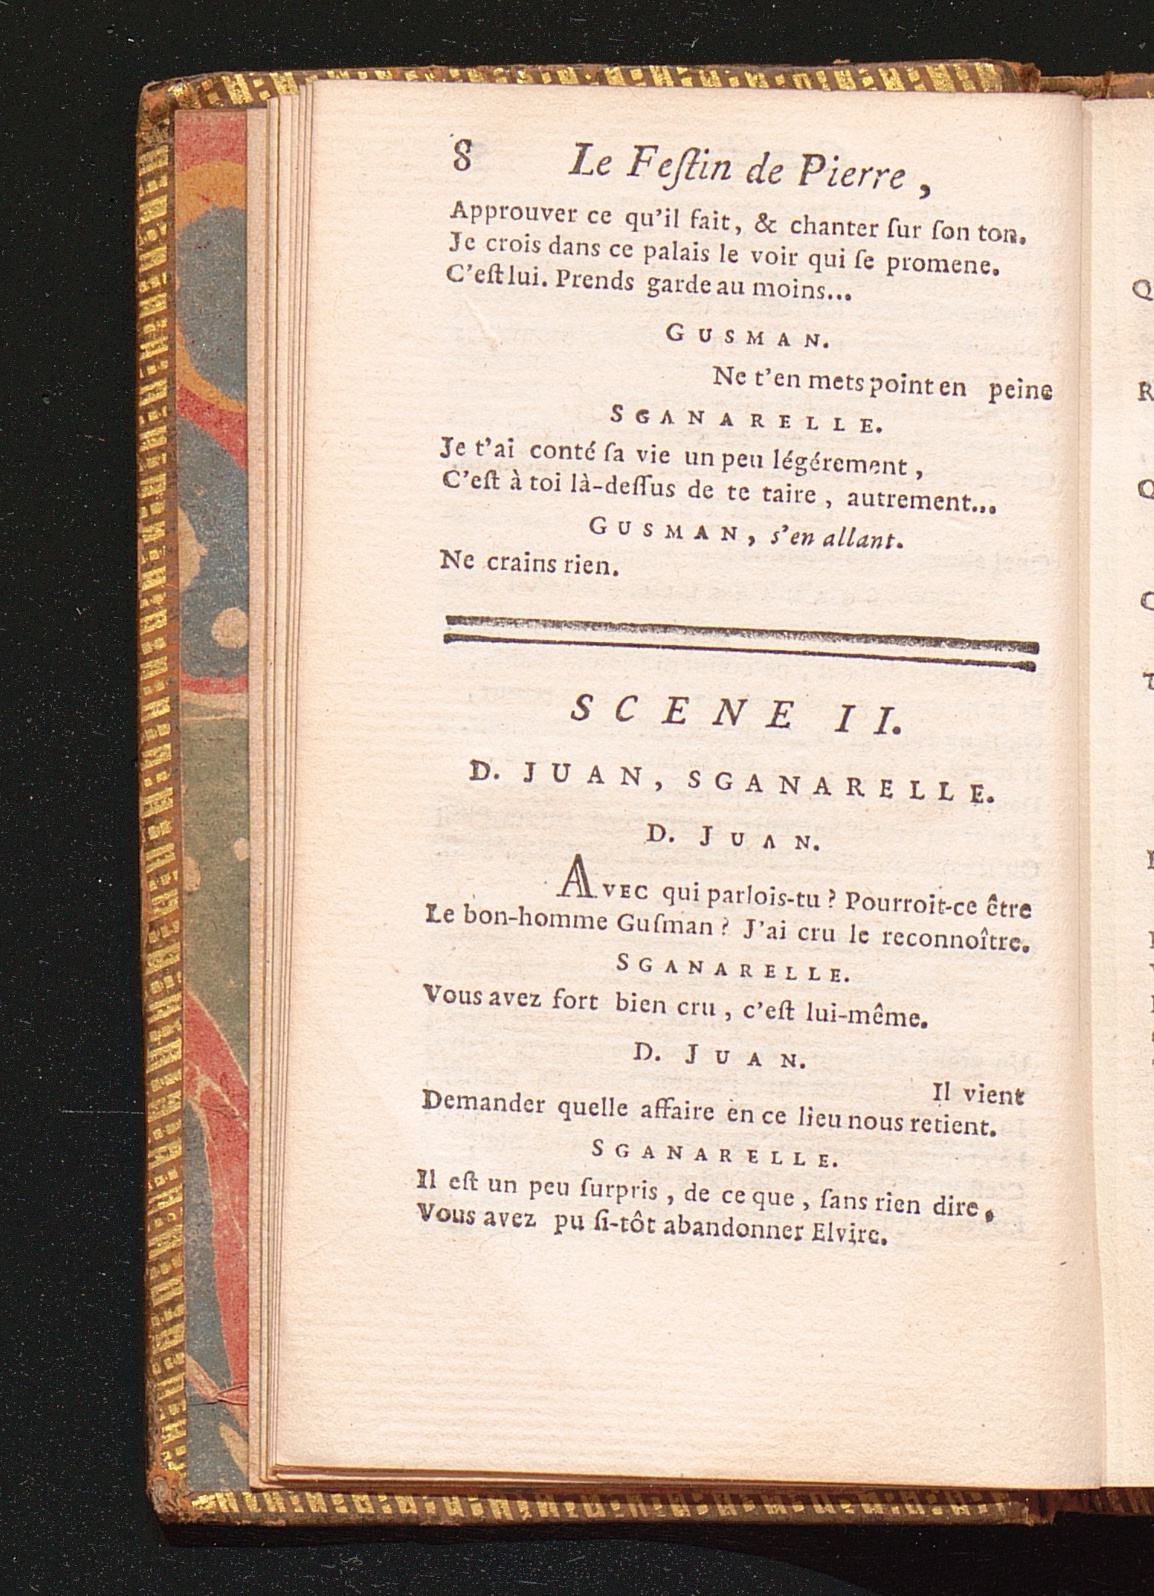 8 Le Feſtin de Pierre,
Approuver ce qu'il fait, & chanter ſur ſon ton.
Je crois dans ce palais le voir qui ſe promene.
C'eſt lui. Prends garde au moins...
GUSMAN.
Ne t'en mets point en peine
SGANARELLE.
Je t'ai conté ſa vie un peu légérement,
C'eſt à toi là-deſſus de te taire, autrement...
GUSMAN, s'en allant.
Ne crains rien.
SCENE II.
D. JUAN, SGANARELLE.
D. JUAN.
AVEC qui parlois-tu? Pourroit-ce être
Le bon-homme Guſman? J'ai cru le reconnoître.
SGANARELLE.
Vous avez fort bien cru, c'eſt lui-même.
D. JUAN.
Il vient
Demander quelle affaire en ce lieu nous retient.
SGANARELLE.
Il eſt un peu ſurpris, de ce que, ſans rien dire,
Vous avez pu ſi-tôt abandonner Elvire.